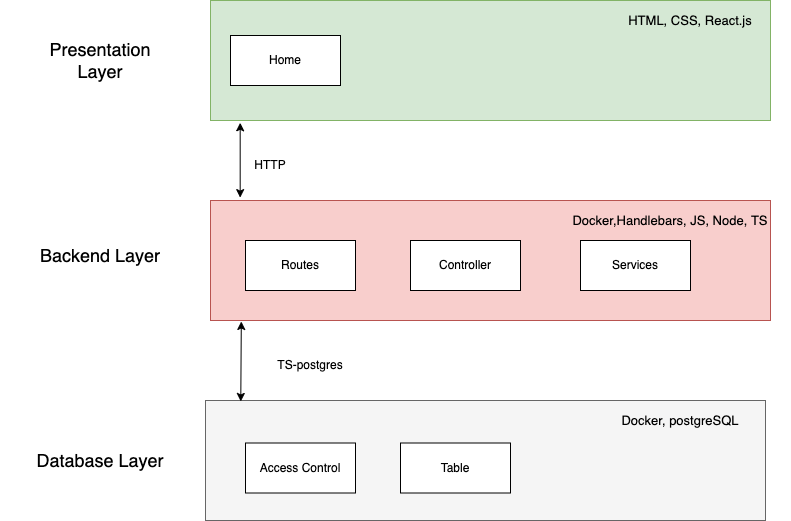 HTML, CSS, React.js
Presentation
Layer
Home
HTTP
Docker,Handlebars, JS, Node, TS
Backend Layer
Routes
Controller
Services
TS-postgres
Docker, postgreSQL
Database Layer
Access Control
Table